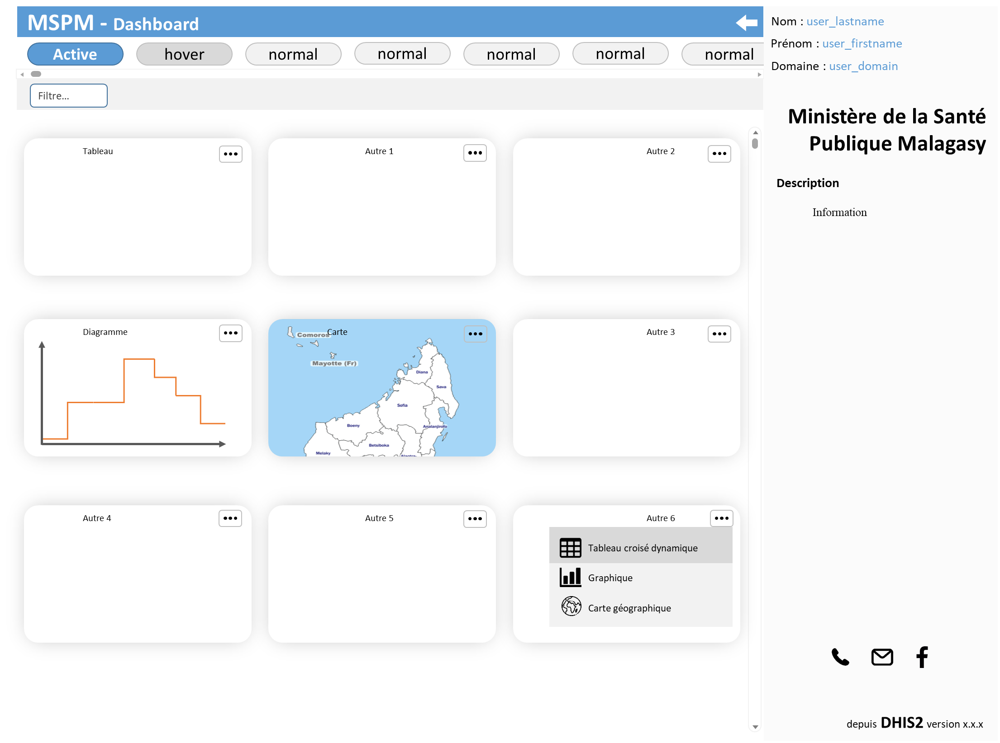 MSPM - Dashboard
Active
hover
normal
normal
normal
normal
normal
Filtre...
Tableau
Autre 1
Autre 2
Diagramme
Carte
Comoros
Mayotte (Fr)
Diana
Sava
Sofia
Boeny
Analanjirofo
Betsiboka
Melaky
Alaotra-
Autre 3
Autre 4
Autre 5
Autre 6
Tableau croisé dynamique
Graphique
Carte géographique
Nom : user_lastname
Prénom : user_firstname
Domaine : user_domain
Ministère de la Santé
Publique Malagasy
Description
Information
depuis DHIS2 version x.x.x